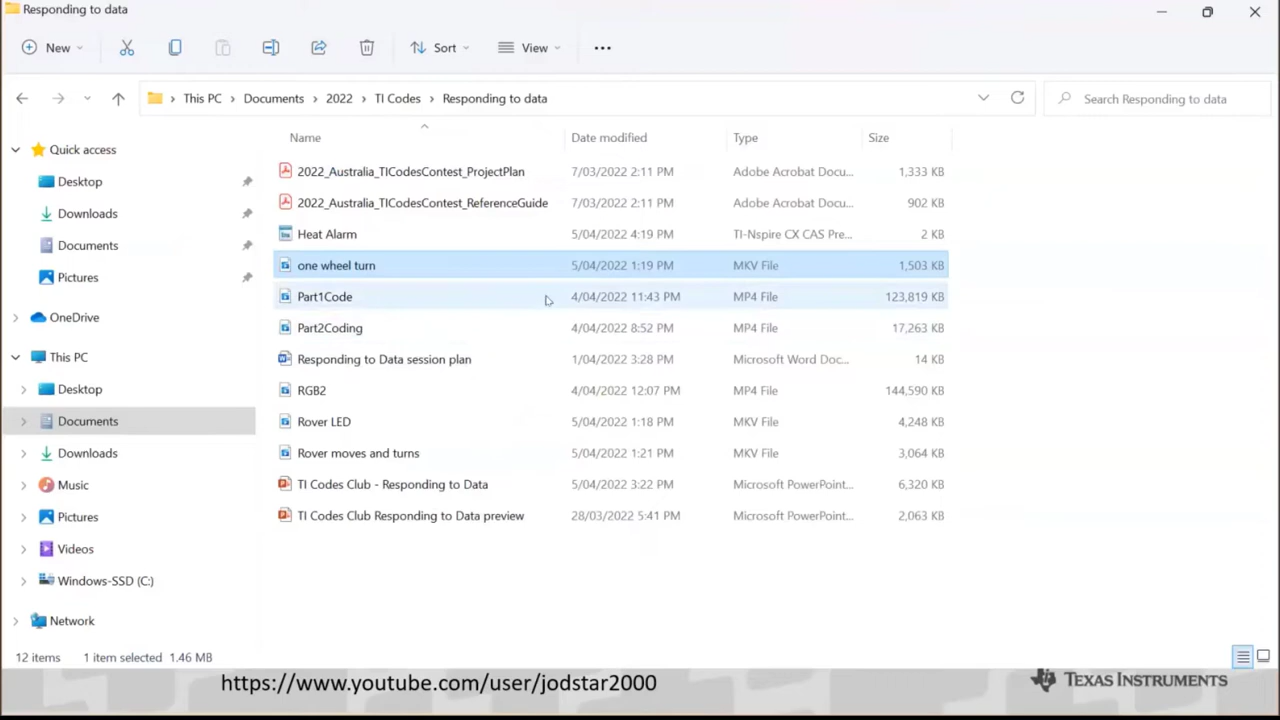 Responding to data
New Sort View
This PC Documents 2022 TI Codes Responding to data Search Responding to data
Name Date modified Type Size
Quick access
Desktop
Downloads
Documents
Pictures
OneDrive
This PC
Desktop
Documents
Downloads
Music
Pictures
Videos
Windows-SSD (C:)
Network
2022_Australia_TICodesContest_ProjectPlan 7/03/2022 2:11 PM Adobe Acrobat Docu... 1,333 KB
2022_Australia_TICodesContest_ReferenceGuide 7/03/2022 2:11 PM Adobe Acrobat Docu... 902 KB
Heat Alarm 5/04/2022 4:19 PM TI-Nspire CX CAS Pre... 2 KB
one wheel turn 5/04/2022 1:19 PM MKV File 1,503 KB
Part1Code 4/04/2022 11:43 PM MP4 File 123,819 KB
Part2Coding 4/04/2022 8:52 PM MP4 File 17,263 KB
Responding to Data session plan 1/04/2022 3:28 PM Microsoft Word Doc... 14 KB
RGB2 4/04/2022 12:07 PM MP4 File 144,590 KB
Rover LED 5/04/2022 1:18 PM MKV File 4,248 KB
Rover moves and turns 5/04/2022 1:21 PM MKV File 3,064 KB
TI Codes Club - Responding to Data 5/04/2022 3:22 PM Microsoft PowerPoint... 6,320 KB
TI Codes Club Responding to Data preview 28/03/2022 5:41 PM Microsoft PowerPoint... 2,063 KB
12 items 1 item selected 1.46 MB
https://www.youtube.com/user/jodstar2000
TEXAS INSTRUMENTS